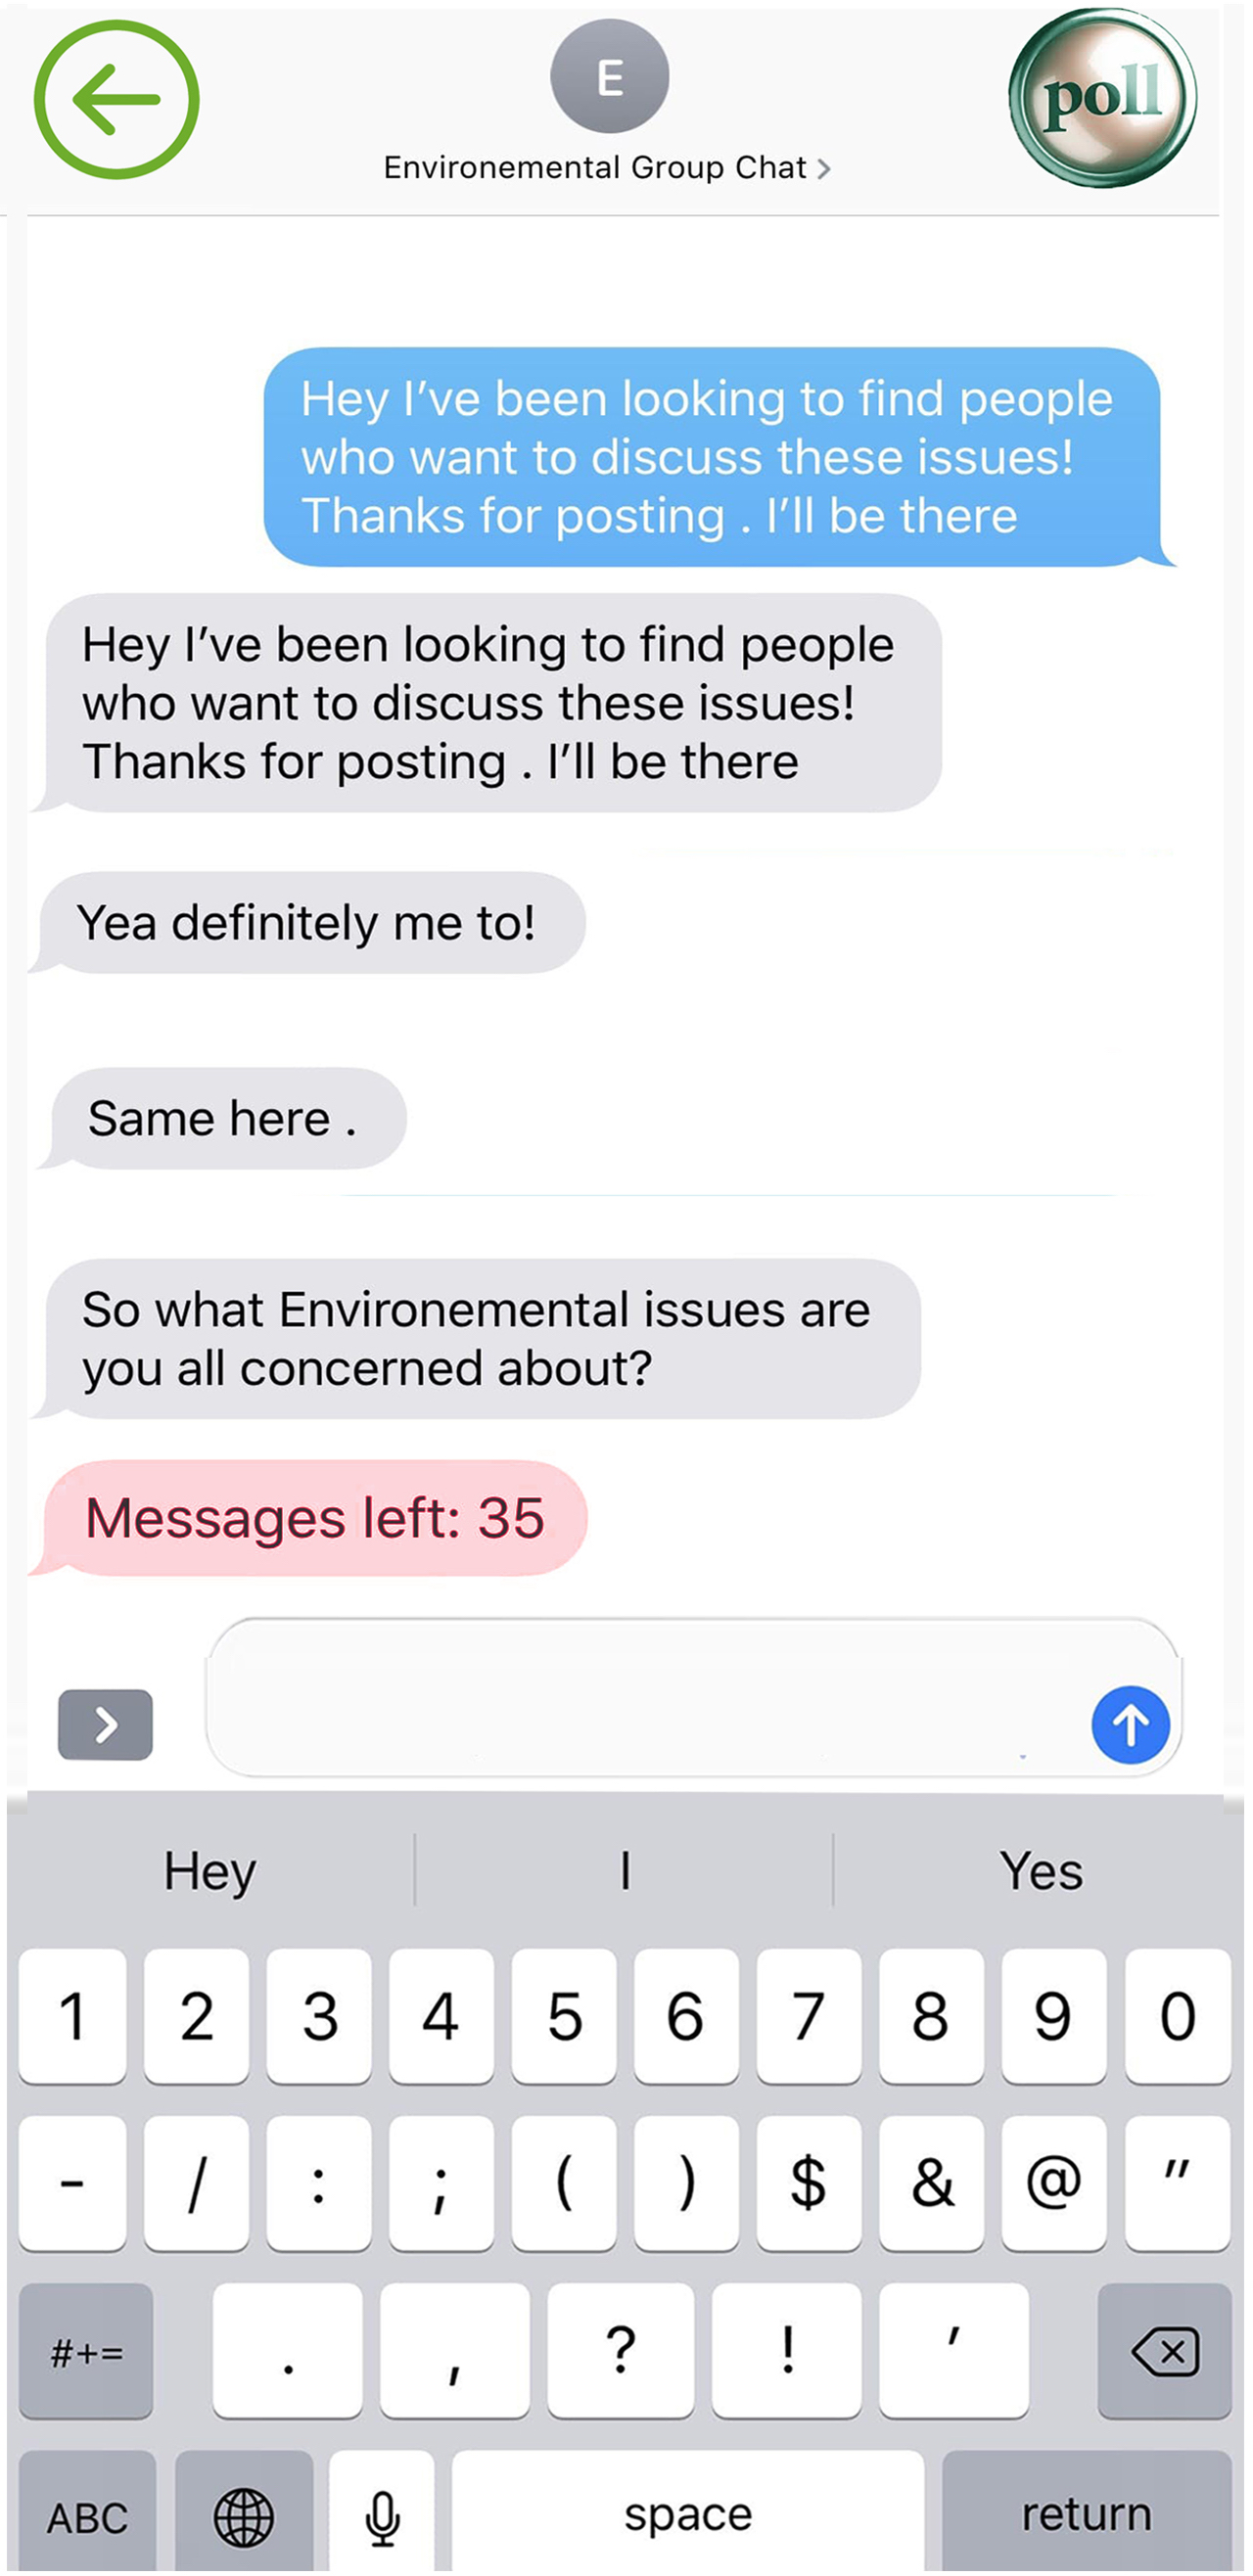 E
poll
Environemental Group Chat >
Hey I’ve been looking to find people
who want to discuss these issues!
Thanks for posting . I’ll be there
Hey I’ve been looking to find people
who want to discuss these issues!
Thanks for posting . I’ll be there
Yea definitely me to!
Same here .
So what Environemental issues are
you all concerned about?
Messages left: 35
Hey I Yes
1 2 3 4 5 6 7 8 9 0
- / : ; ( ) $ & @ "
#+= . , ? ! '
ABC space return